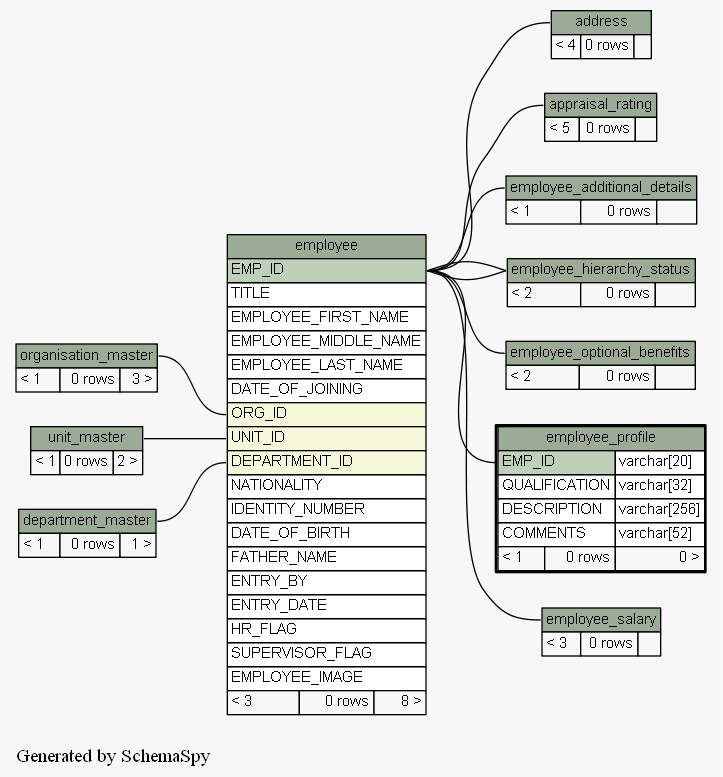 address
< 4 0 rows
appraisal_rating
< 5 0 rows
employee_additional_details
< 1 0 rows
employee_hierarchy_status
< 2 0 rows
employee_optional_benefits
< 2 0 rows
employee_profile
EMP_ID varchar[20]
QUALIFICATION varchar[32]
DESCRIPTION varchar[256]
COMMENTS varchar[52]
< 1 0 rows 0 >
employee_salary
< 3 0 rows
employee
EMP_ID
TITLE
EMPLOYEE_FIRST_NAME
EMPLOYEE_MIDDLE_NAME
EMPLOYEE_LAST_NAME
DATE_OF_JOINING
ORG_ID
UNIT_ID
DEPARTMENT_ID
NATIONALITY
IDENTITY_NUMBER
DATE_OF_BIRTH
FATHER_NAME
ENTRY_BY
ENTRY_DATE
HR_FLAG
SUPERVISOR_FLAG
EMPLOYEE_IMAGE
< 3 0 rows 8 >
organisation_master
< 1 0 rows 3 >
unit_master
< 1 0 rows 2 >
department_master
< 1 0 rows 1 >
Generated by SchemaSpy